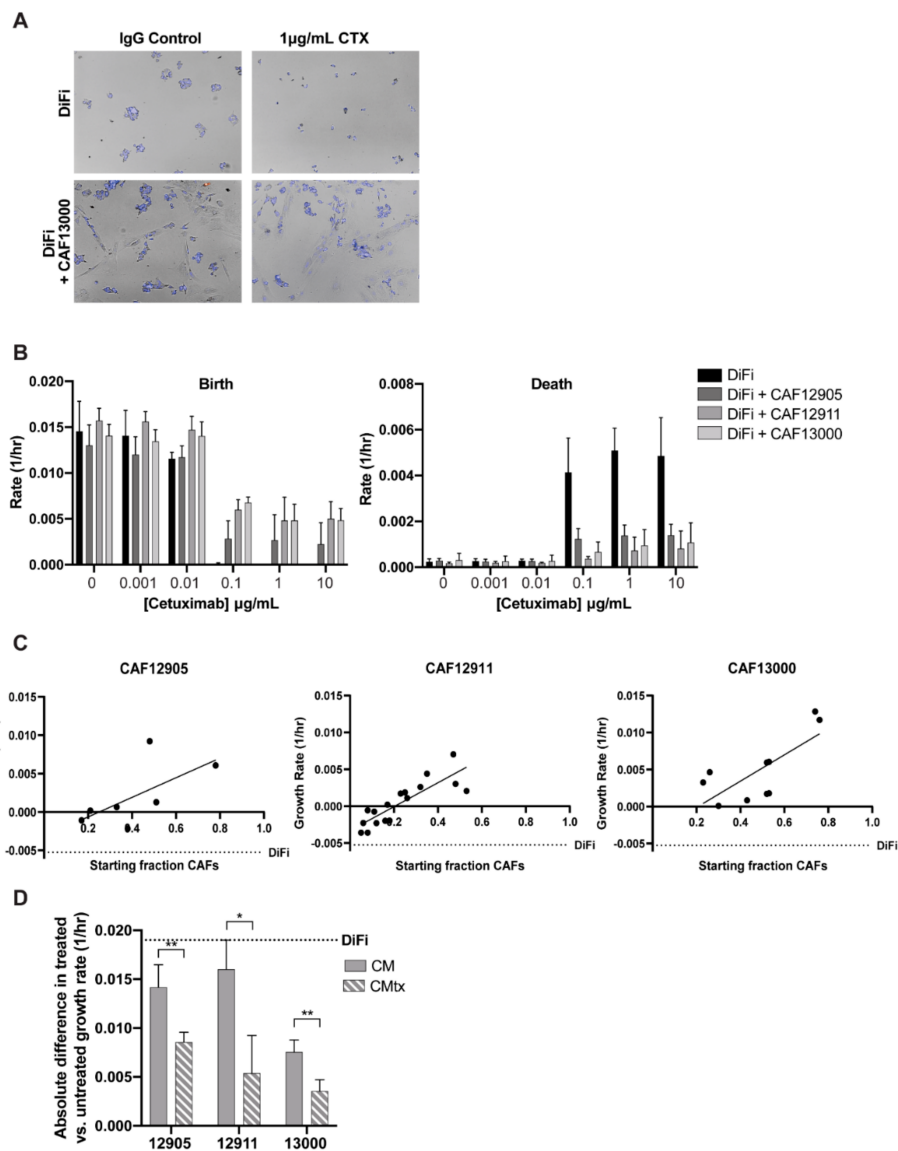 A
IgG Control
1µg/mL CTX
DiFi
DiFi
+ CAF13000
B
Birth
Rate (1/hr)
0.020
0.015
0.010
0.005
0.000
0 0.001 0.01 0.1 1 10
[Cetuximab] µg/mL
Death
Rate (1/hr)
0.008
0.006
0.004
0.002
0.000
0 0.001 0.01 0.1 1 10
[Cetuximab] µg/mL
DiFi
DiFi + CAF12905
DiFi + CAF12911
DiFi + CAF13000
C
CAF12905
0.015
0.010
0.005
0.000
-0.005
0.2 0.4 0.6 0.8 1.0
DiFi
Starting fraction CAFs
CAF12911
Growth Rate (1/hr)
0.015
0.010
0.005
0.000
-0.005
0.2 0.4 0.6 0.8 1.0
DiFi
Starting fraction CAFs
CAF13000
Growth Rate (1/hr)
0.015
0.010
0.005
0.000
-0.005
0.2 0.4 0.6 0.8 1.0
DiFi
Starting fraction CAFs
D
Absolute difference in treated
vs. untreated growth rate (1/hr)
0.020
0.015
0.010
0.005
0.000
**
*
**
DiFi
CM
CMtx
12905 12911 13000